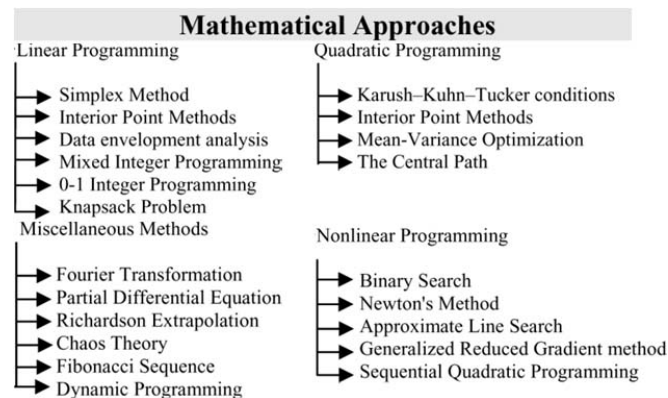 Mathematical Approaches
Linear Programming
Simplex Method
Interior Point Methods
Data envelopment analysis
Mixed Integer Programming
0-1 Integer Programming
Knapsack Problem
Quadratic Programming
Karush–Kuhn–Tucker conditions
Interior Point Methods
Mean-Variance Optimization
The Central Path
Miscellaneous Methods
Fourier Transformation
Partial Differential Equation
Richardson Extrapolation
Chaos Theory
Fibonacci Sequence
Dynamic Programming
Nonlinear Programming
Binary Search
Newton's Method
Approximate Line Search
Generalized Reduced Gradient method
Sequential Quadratic Programming